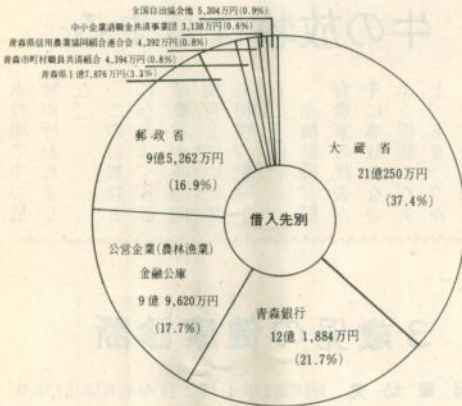 全国自治協会他 5,304万円(0.9%)
中小企業退職金共済事業団 3,138万円(0.6%)
青森県信用農業協同組合連合会 4,392万円(0.8%)
青森市町村職員共済組合 4,394万円(0.8%)
青森県1億7,876万円(3.2%)
郵政省
9億5,262万円
(16.9%)
大蔵省
21億250万円
(37.4%)
借入先別
公営企業(農林漁業)
金融公庫
9億9,620万円
(17.7%)
青森銀行
12億1,884万円
(21.7%)